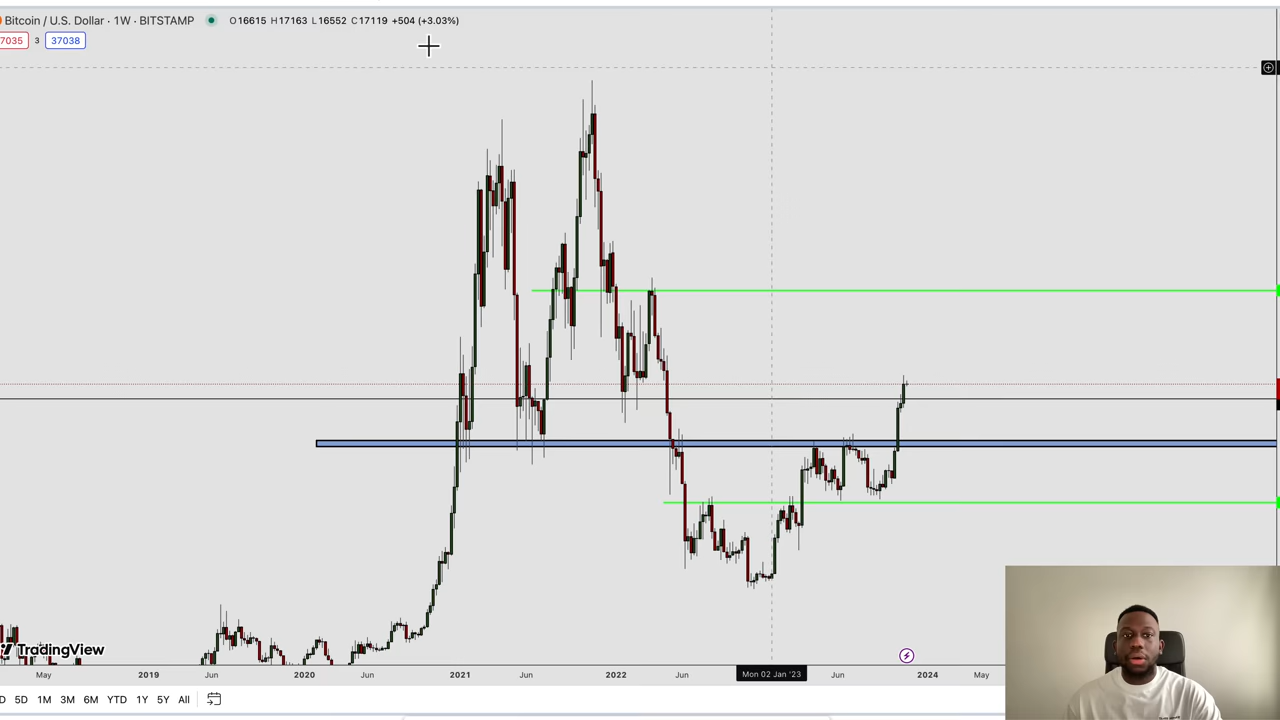 Bitcoin / U.S. Dollar · 1W · BITSTAMP O16615 H17163 L16552 C17119 +504 (+3.03%)
7035 3 37038
TradingView
May 2019 Jun 2020 Jun 2021 Jun 2022 Jun Mon 02 Jan '23 Jun 2024 May
D 5D 1M 3M 6M YTD 1Y 5Y All